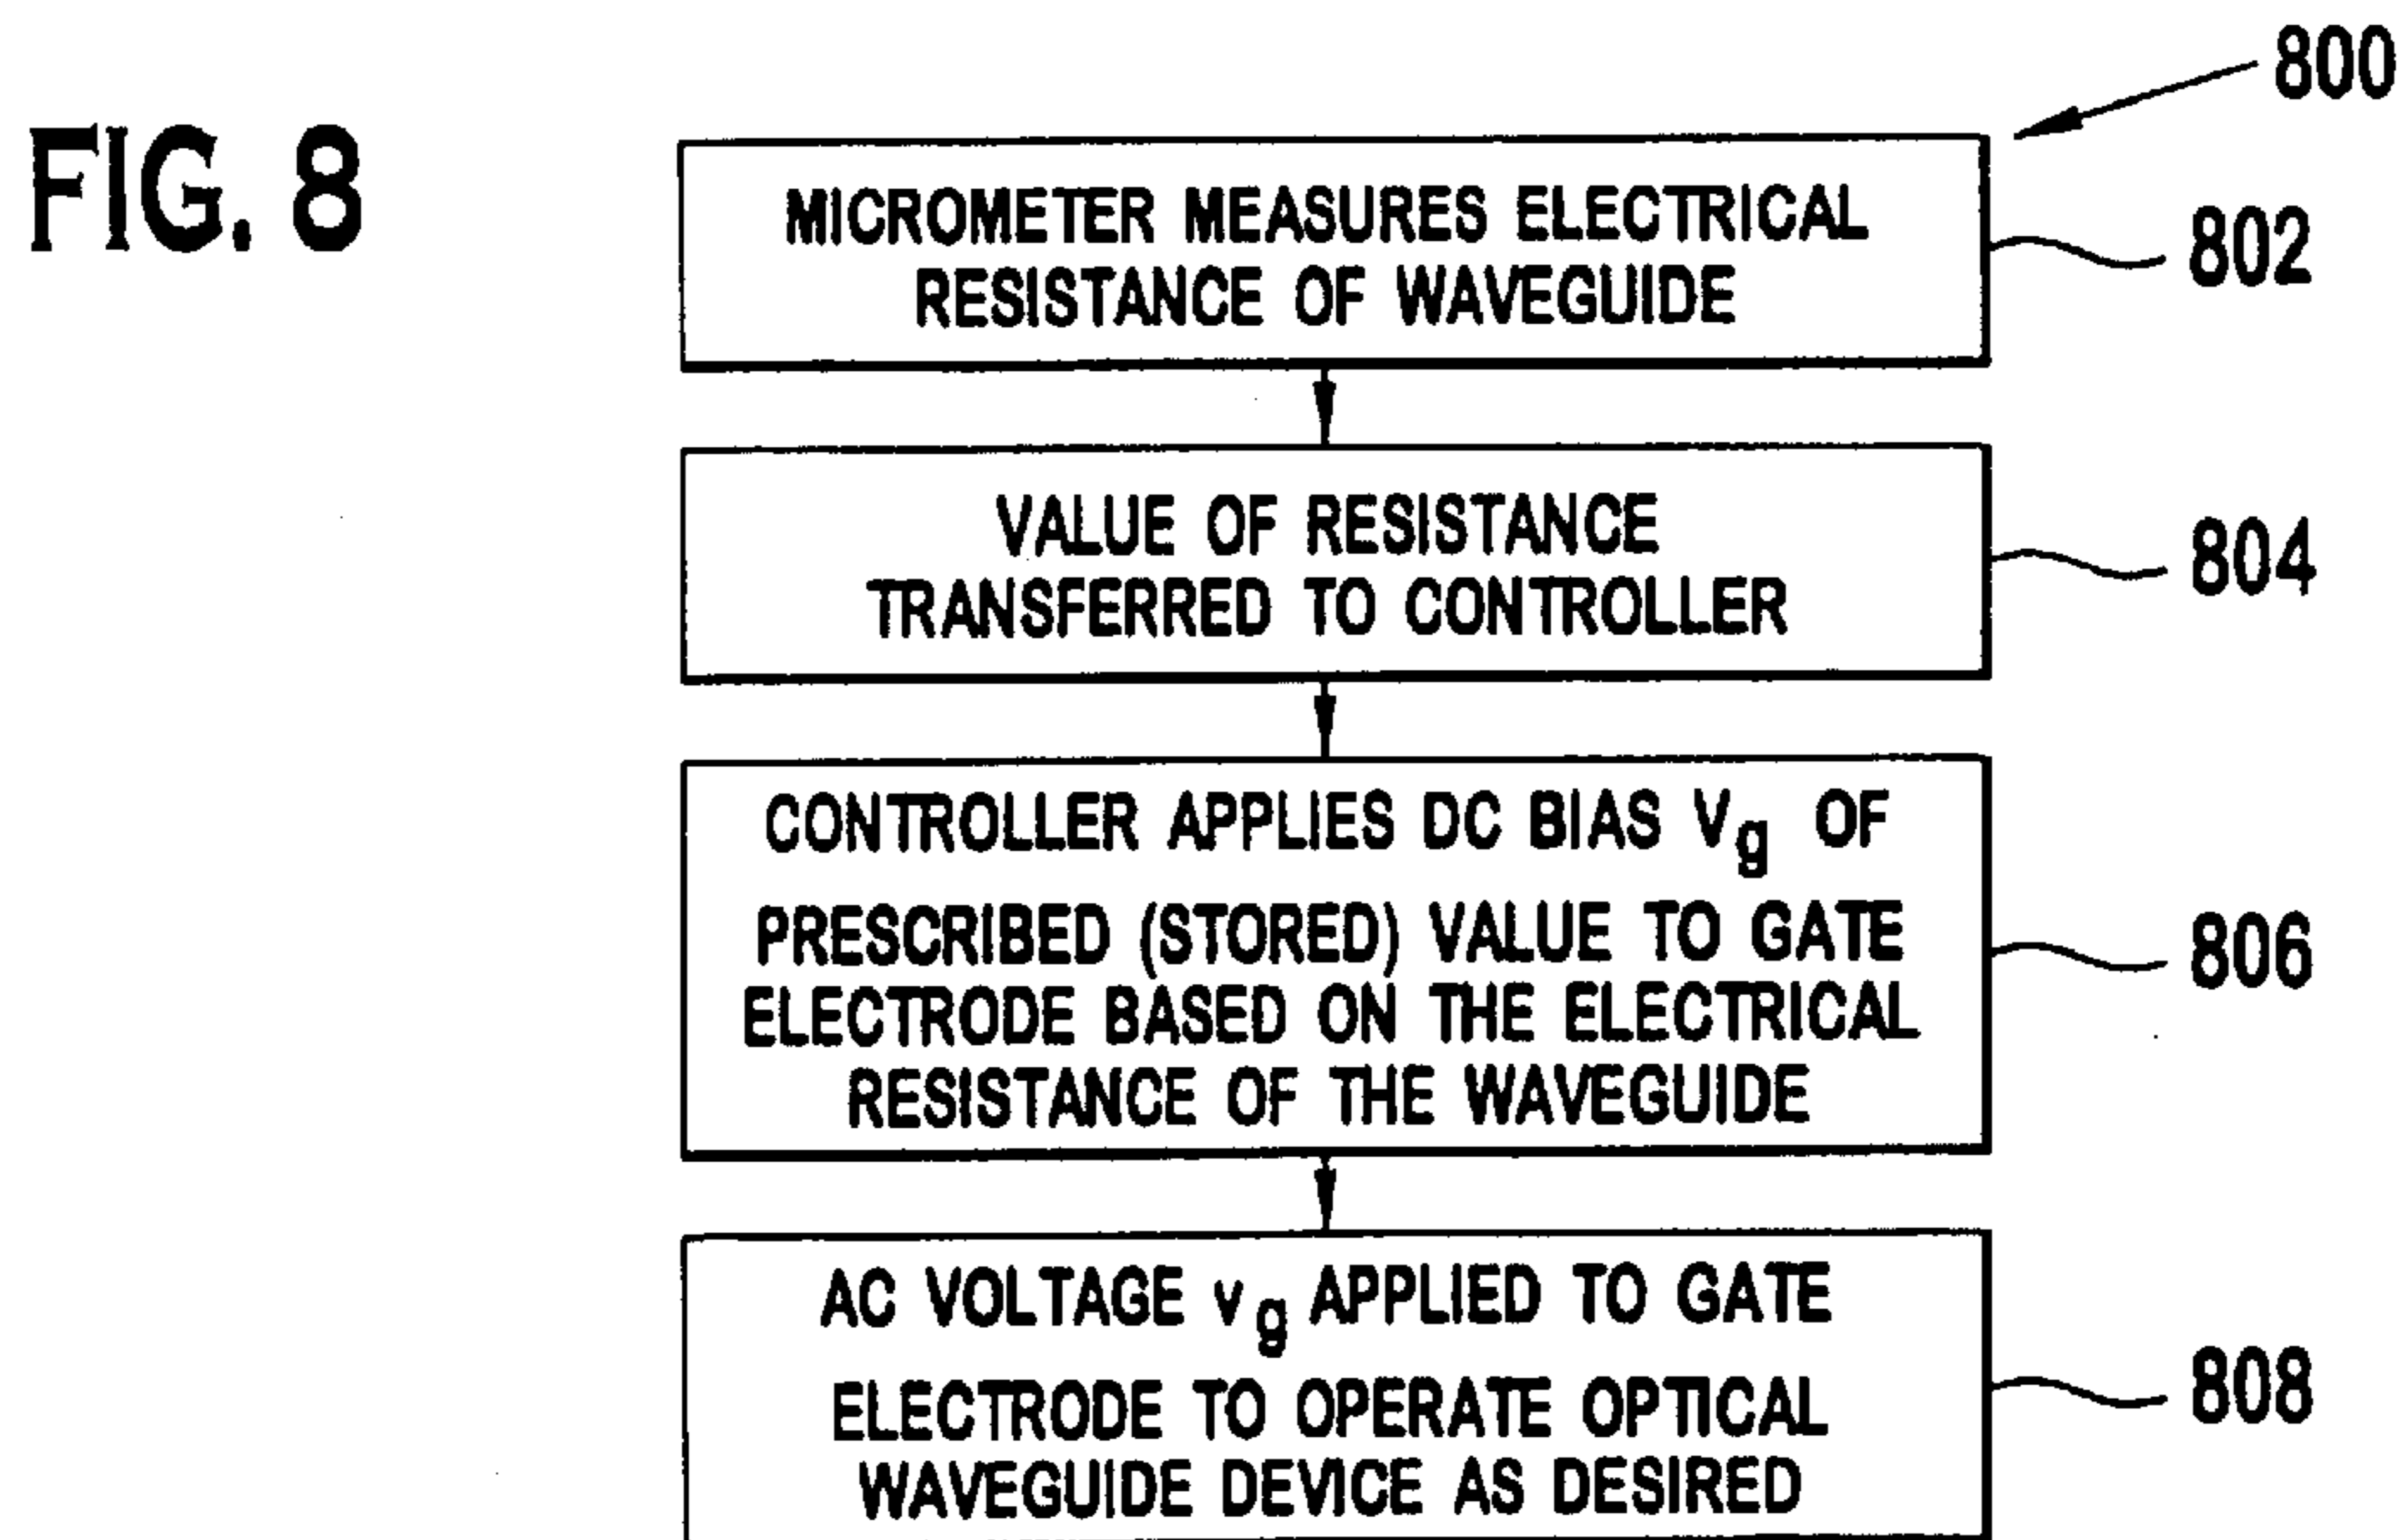 FIG. 8
800
MICROMETER MEASURES ELECTRICAL
RESISTANCE OF WAVEGUIDE
802
VALUE OF RESISTANCE
TRANSFERRED TO CONTROLLER
804
CONTROLLER APPLIES DC BIAS Vg OF
PRESCRIBED (STORED) VALUE TO GATE
ELECTRODE BASED ON THE ELECTRICAL
RESISTANCE OF THE WAVEGUIDE
806
AC VOLTAGE vg APPLIED TO GATE
ELECTRODE TO OPERATE OPTICAL
WAVEGUIDE DEVICE AS DESIRED
808